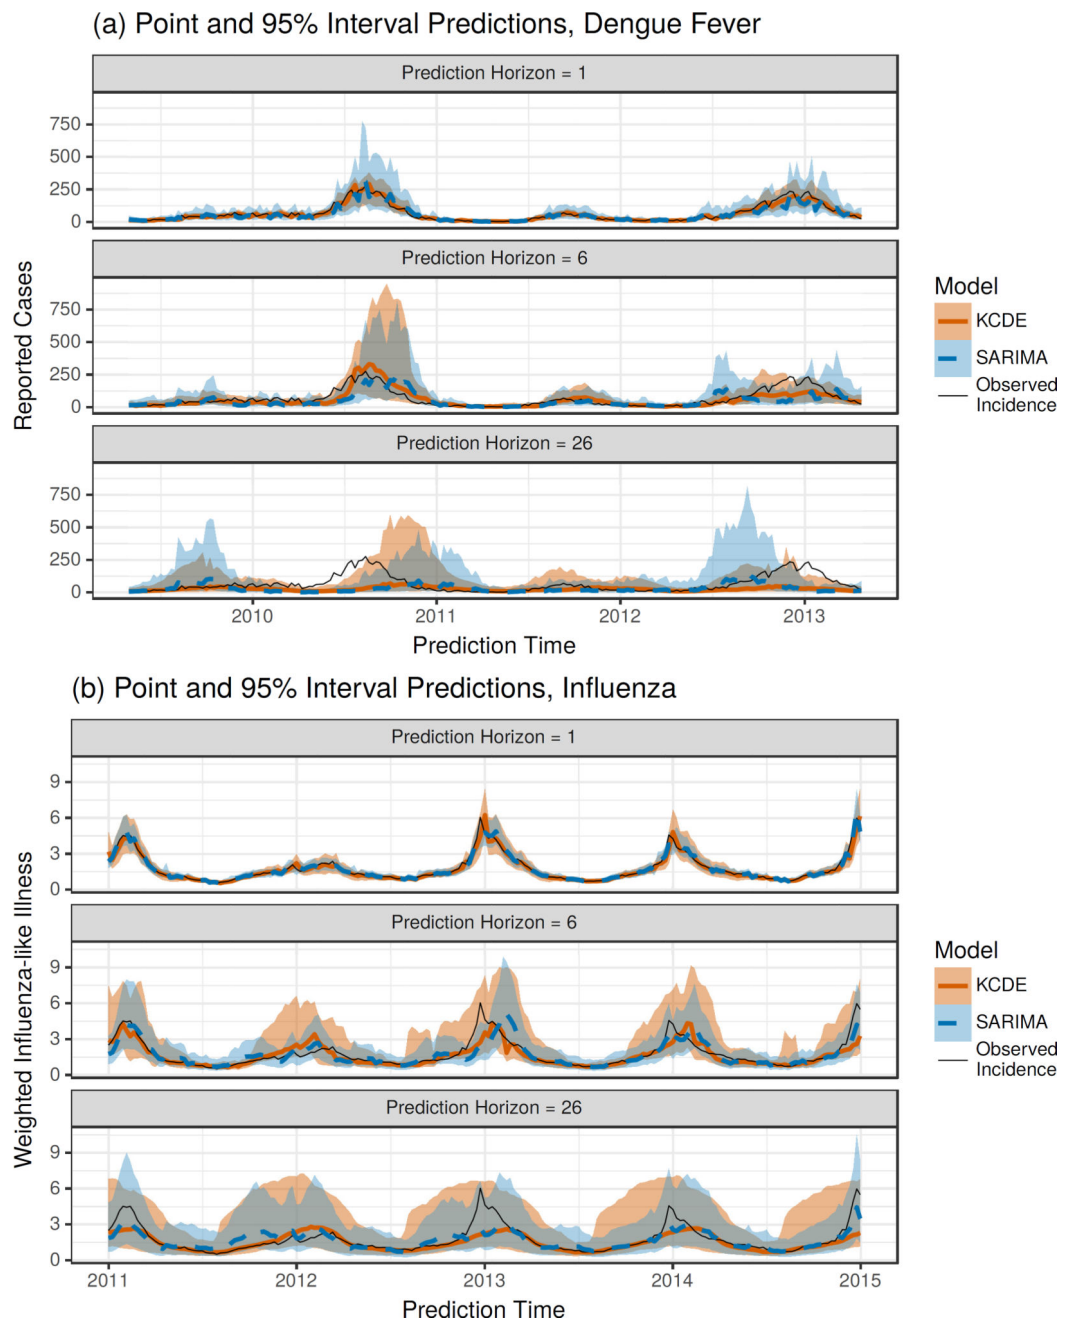 (a) Point and 95% Interval Predictions, Dengue Fever
Prediction Horizon = 1
750
500
250
0
Prediction Horizon = 6
750
500
250
0
Prediction Horizon = 26
750
500
250
0
2010
2011
2012
2013
Prediction Time
Reported Cases
Model
KCDE
SARIMA
Observed
Incidence
(b) Point and 95% Interval Predictions, Influenza
Prediction Horizon = 1
9
6
3
0
Prediction Horizon = 6
9
6
3
0
Prediction Horizon = 26
9
6
3
0
2011
2012
2013
2014
2015
Prediction Time
Weighted Influenza-like Illness
Model
KCDE
SARIMA
Observed
Incidence